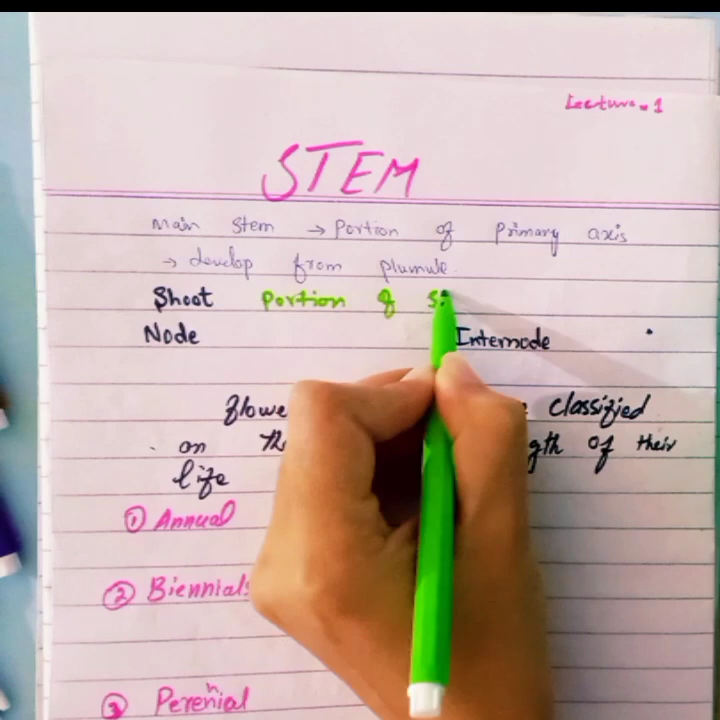 Lecture-1
STEM
Main stem → Portion of Primary axis
→ develop from plumule.
Shoot Portion of
Node Internode
classified
on of their
life
① Annual
② Biennials
③ Perennial